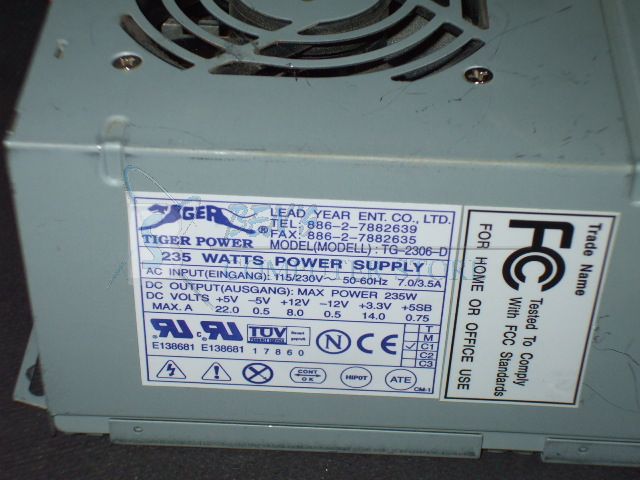 TIGER ®
TIGER POWER
LEAD YEAR ENT. CO., LTD.
TEL: 886-2-7882639
FAX: 886-2-7882635
MODEL(MODELL): TG-2306-D
235 WATTS POWER SUPPLY
AC INPUT(EINGANG): 115/230V~ 50-60Hz 7.0/3.5A
DC OUTPUT(AUSGANG): MAX POWER 235W
DC VOLTS +5V -5V +12V -12V +3.3V +5SB
MAX. A 22.0 0.5 8.0 0.5 14.0 0.75
E138681 E138681
TÜV
17860
N CE
T
M
C1
C2
C3
CONT OK
HIPOT
ATE
CM-1
FC
Trade Name
Tested To Comply
With FCC Standards
FOR HOME OR OFFICE USE